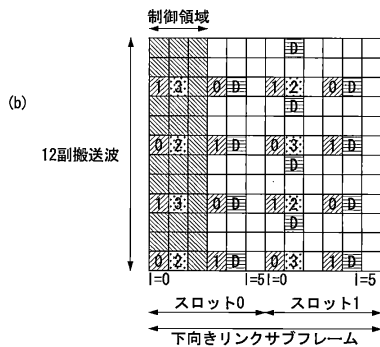 制御領域
D
1 3 0 D 1 2 0 D
(b)
D
0 2 1 D 0 3 1 D
12副搬送波
D
1 3 0 D 1 2 0 D
D
0 2 1 D 0 3 1 D
l=0 l=5 l=0 l=5
スロット0 スロット1
下向きリンクサブフレーム